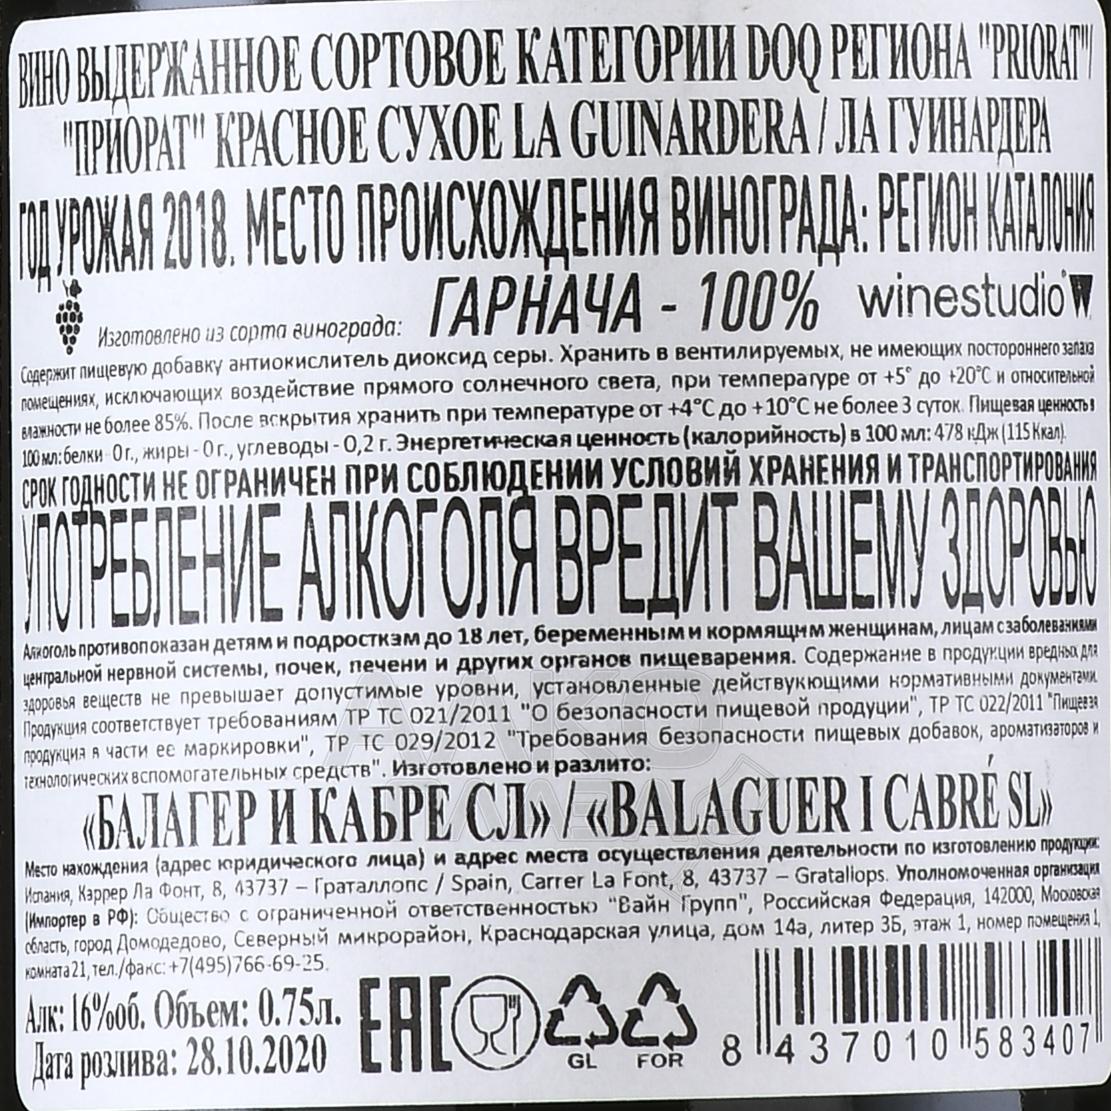 ВИНО ВЫДЕРЖАННОЕ СОРТОВОЕ КАТЕГОРИИ DOQ РЕГИОНА "PRIORAT"/
"ПРИОРАТ" КРАСНОЕ СУХОЕ LA GUINARDERA / ЛА ГУИНАРДЕРА
ГОД УРОЖАЯ 2018. МЕСТО ПРОИСХОЖДЕНИЯ ВИНОГРАДА: РЕГИОН КАТАЛОНИЯ
Изготовлено из сорта винограда: ГАРНАЧА - 100% winestudio W
Содержит пищевую добавку антиокислитель диоксид серы. Хранить в вентилируемых, не имеющих постороннего запаха
помещениях, исключающих воздействие прямого солнечного света, при температуре от +5° до +20°С и относительной
влажности не более 85%. После вскрытия хранить при температуре от +4°С до +10°С не более 3 суток. Пищевая ценность в
100 мл: белки - 0 г., жиры - 0 г., углеводы - 0,2 г. Энергетическая ценность (калорийность) в 100 мл: 478 кДж (115 Ккал).
СРОК ГОДНОСТИ НЕ ОГРАНИЧЕН ПРИ СОБЛЮДЕНИИ УСЛОВИЙ ХРАНЕНИЯ И ТРАНСПОРТИРОВАНИЯ
УПОТРЕБЛЕНИЕ АЛКОГОЛЯ ВРЕДИТ ВАШЕМУ ЗДОРОВЬЮ
Алкоголь противопоказан детям и подросткам до 18 лет, беременным и кормящим женщинам, лицам с заболеваниями
центральной нервной системы, почек, печени и других органов пищеварения. Содержание в продукции вредных для
здоровья веществ не превышает допустимые уровни, установленные действующими нормативными документами.
Продукция соответствует требованиям ТР ТС 021/2011 "О безопасности пищевой продуции", ТР ТС 022/2011 "Пищевая
продукция в части ее маркировки", ТР ТС 029/2012 "Требования безопасности пищевых добавок, ароматизаторов и
технологических вспомогательных средств". Изготовлено и разлито:
«БАЛАГЕР И КАБРЕ СЛ» / «BALAGUER I CABRÉ SL»
Место нахождения (адрес юридического лица) и адрес места осуществления деятельности по изготовлению продукции:
Испания, Каррер Ла Фонт, 8, 43737 – Граталлопс / Spain, Carrer La Font, 8, 43737 – Gratallops. Уполномоченная организация
(Импортер в РФ): Общество с ограниченной ответственностью "Вайн Групп", Российская Федерация, 142000, Московская
область, город Домодедово, Северный микрорайон, Краснодарская улица, дом 14а, литер 3Б, этаж 1, номер помещения 1,
комната 21, тел./факс: +7(495)766-69-25.
Алк: 16%об. Объем: 0.75л.
Дата розлива: 28.10.2020
EAC
GL FOR
8 437010 583407